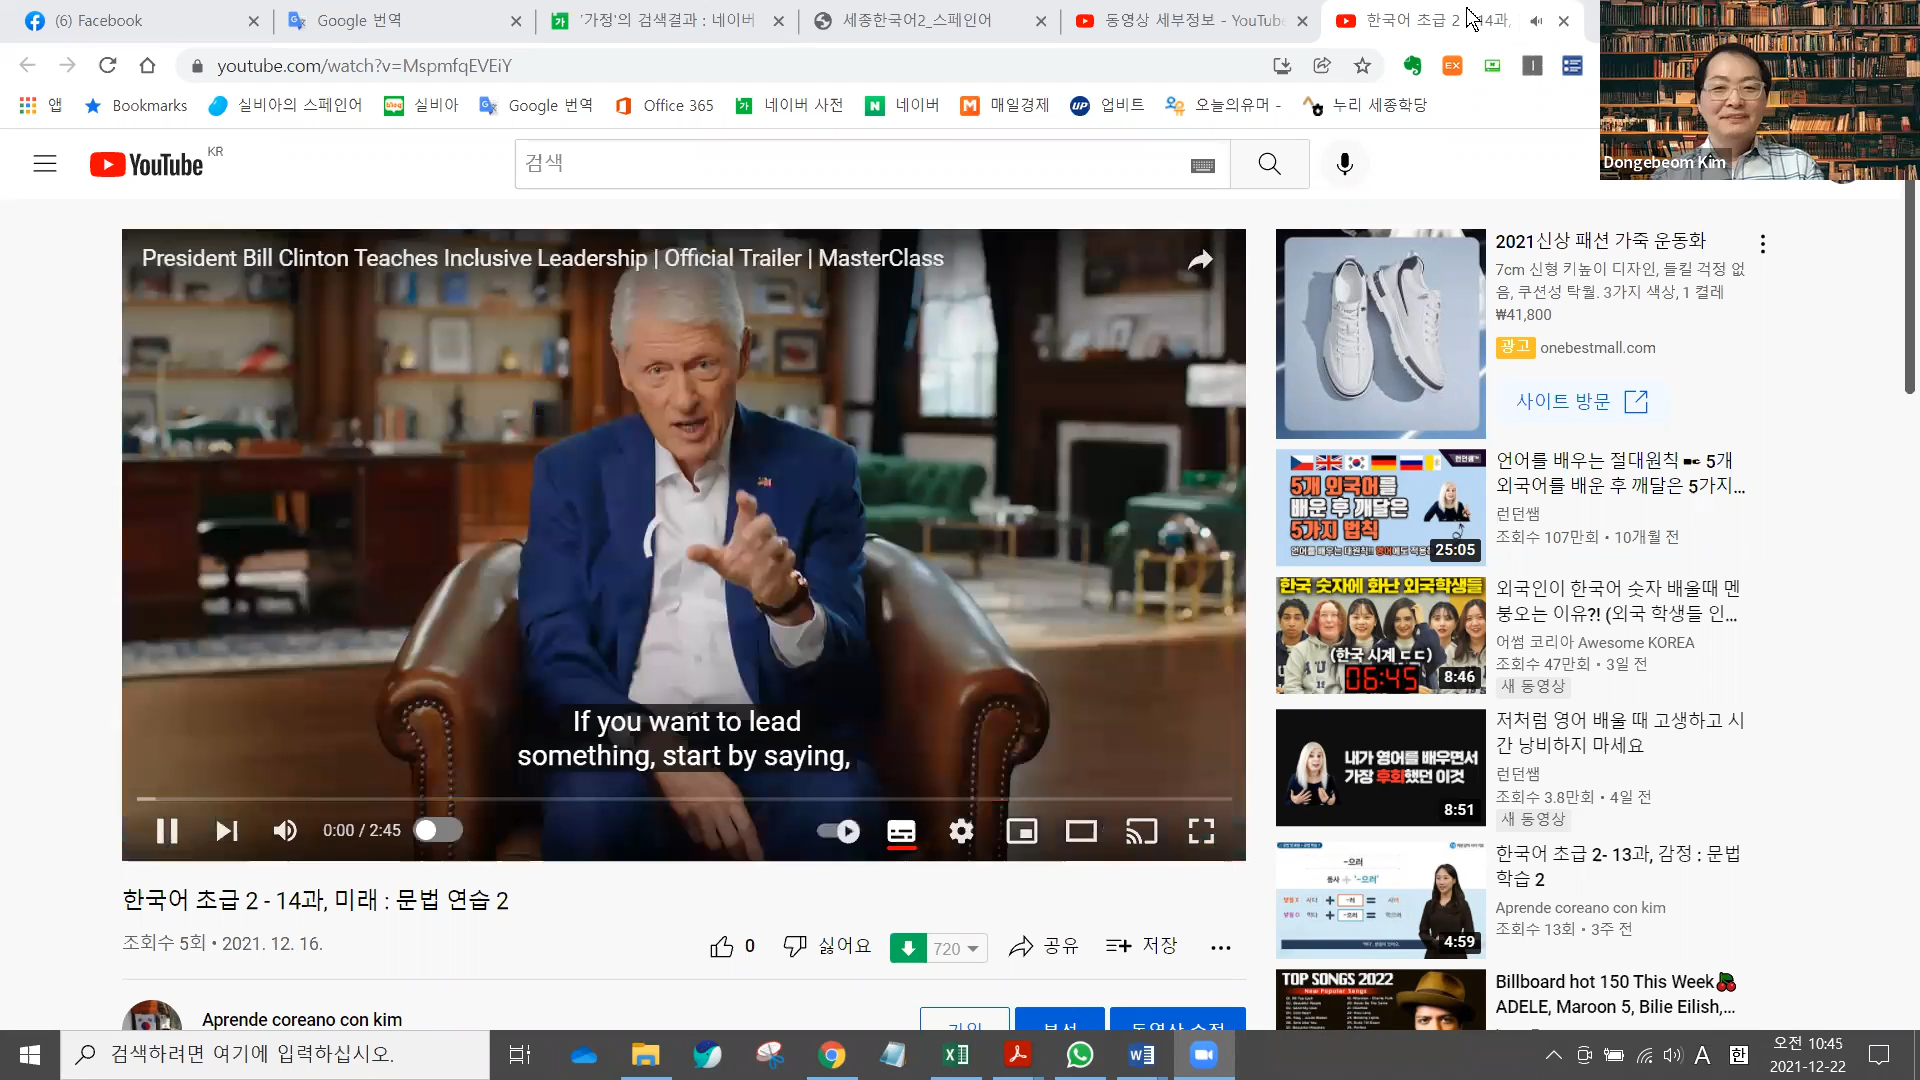 (6) Facebook
Google 번역
'가정'의 검색결과 : 네이버
세종한국어2_스페인어
동영상 세부정보 - YouTube
한국어 초급 2 - 14과,
youtube.com/watch?v=MspmfqEVEiY
앱
Bookmarks
실비아의 스페인어
실비아
Google 번역
Office 365
네이버 사전
네이버
매일경제
업비트
오늘의유머 -
누리 세종학당
Dongebeom Kim
YouTube KR
검색
President Bill Clinton Teaches Inclusive Leadership | Official Trailer | MasterClass
If you want to lead
something, start by saying,
0:00 / 2:45
한국어 초급 2 - 14과, 미래 : 문법 연습 2
조회수 5회 • 2021. 12. 16.
0
싫어요
720
공유
저장
Aprende coreano con kim
가입
분석
동영상 수정
2021신상 패션 가죽 운동화
7cm 신형 키높이 디자인, 들킬 걱정 없
음, 쿠션성 탁월. 3가지 색상, 1 켤레
₩41,800
광고 onebestmall.com
사이트 방문
5개 외국어를
배운 후 깨달은
5가지 법칙
25:05
언어를 배우는 절대원칙 5개
외국어를 배운 후 깨달은 5가지...
런던쌤
조회수 107만회 • 10개월 전
한국 숫자에 화난 외국학생들
(한국 시계 ㄷㄷ)
06:45
8:46
외국인이 한국어 숫자 배울때 멘
붕오는 이유?! (외국 학생들 인...
어썸 코리아 Awesome KOREA
조회수 47만회 • 3일 전
새 동영상
내가 영어를 배우면서
가장 후회했던 이것
8:51
저처럼 영어 배울 때 고생하고 시
간 낭비하지 마세요
런던쌤
조회수 3.8만회 • 4일 전
새 동영상
-으러
동사 + '-으러'
4:59
한국어 초급 2- 13과, 감정 : 문법
학습 2
Aprende coreano con kim
조회수 13회 • 3주 전
TOP SONGS 2022
New Popular Songs
Billboard hot 150 This Week
ADELE, Maroon 5, Bilie Eilish,...
검색하려면 여기에 입력하십시오.
A
한
오전 10:45
2021-12-22